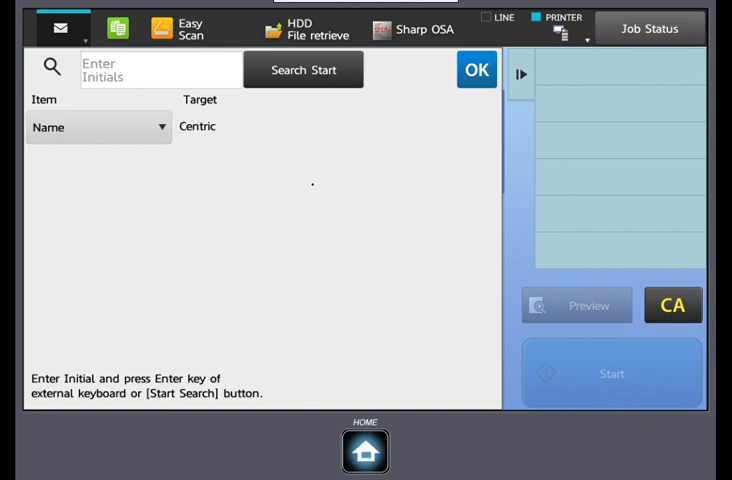 Easy
Scan
HDD
File retrieve
OSA
Sharp OSA
LINE
PRINTER
Job Status
Enter
Initials
Search Start
OK
Item
Target
Name
Centric
Preview
CA
Start
Enter Initial and press Enter key of
external keyboard or [Start Search] button.
HOME